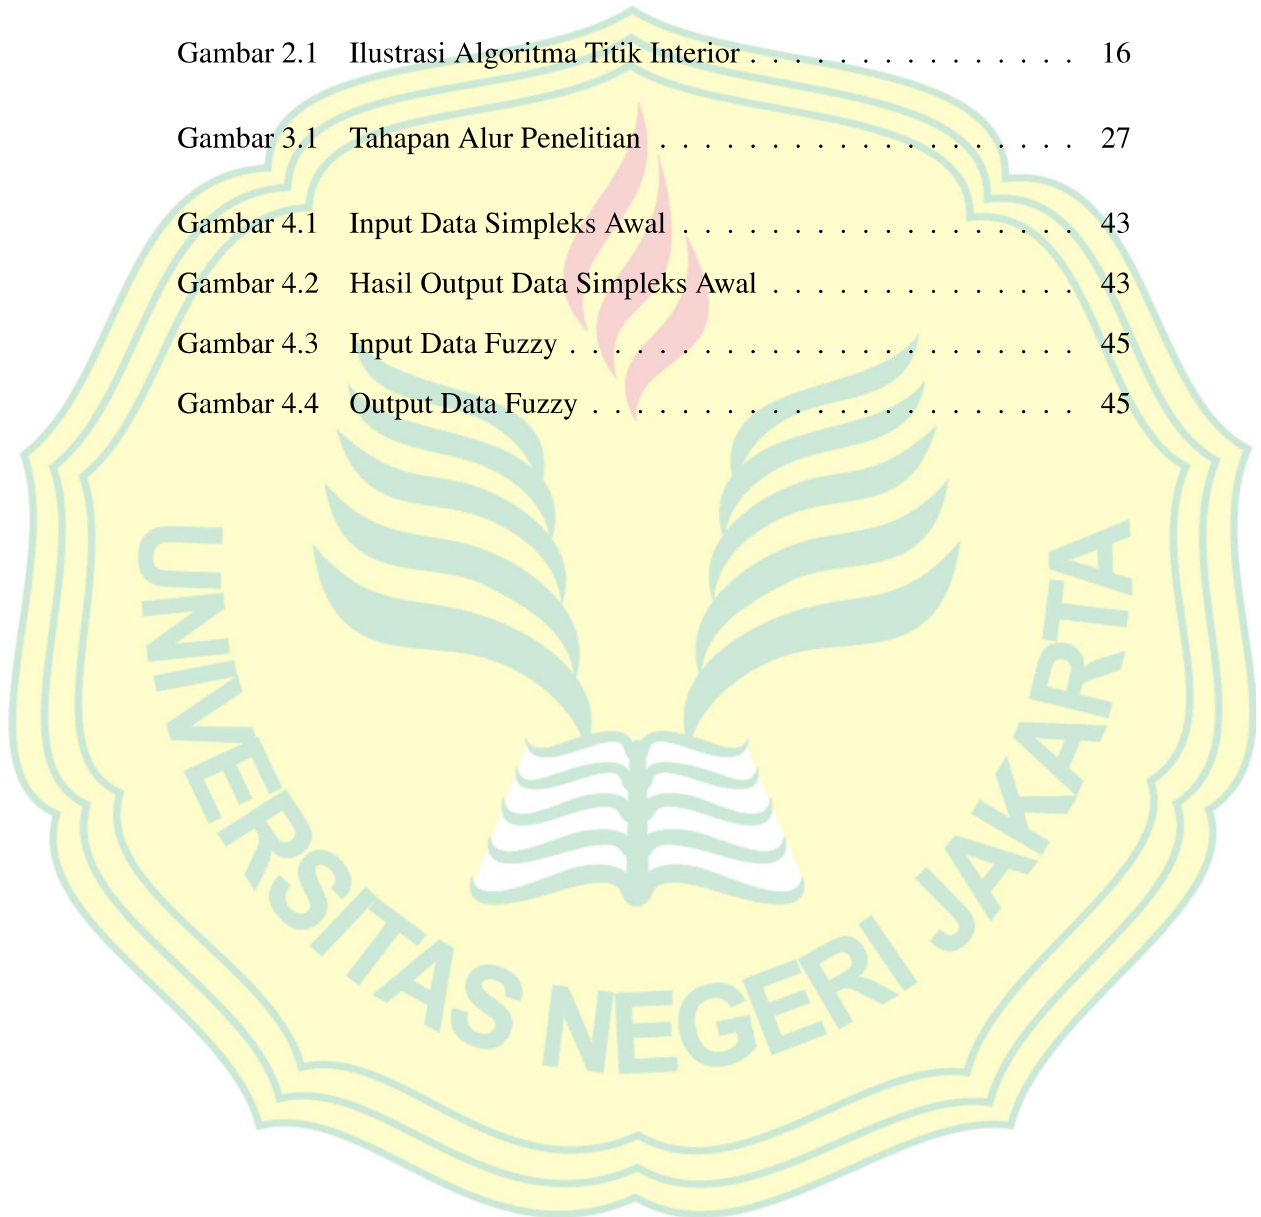 Gambar 2.1 Ilustrasi Algoritma Titik Interior . . . . . . . . . . . . . . . 16
Gambar 3.1 Tahapan Alur Penelitian . . . . . . . . . . . . . . . . . . . 27
Gambar 4.1 Input Data Simpleks Awal . . . . . . . . . . . . . . . . . . 43
Gambar 4.2 Hasil Output Data Simpleks Awal . . . . . . . . . . . . . . 43
Gambar 4.3 Input Data Fuzzy . . . . . . . . . . . . . . . . . . . . . . . 45
Gambar 4.4 Output Data Fuzzy . . . . . . . . . . . . . . . . . . . . . . 45
UNIVERSITAS NEGERI JAKARTA